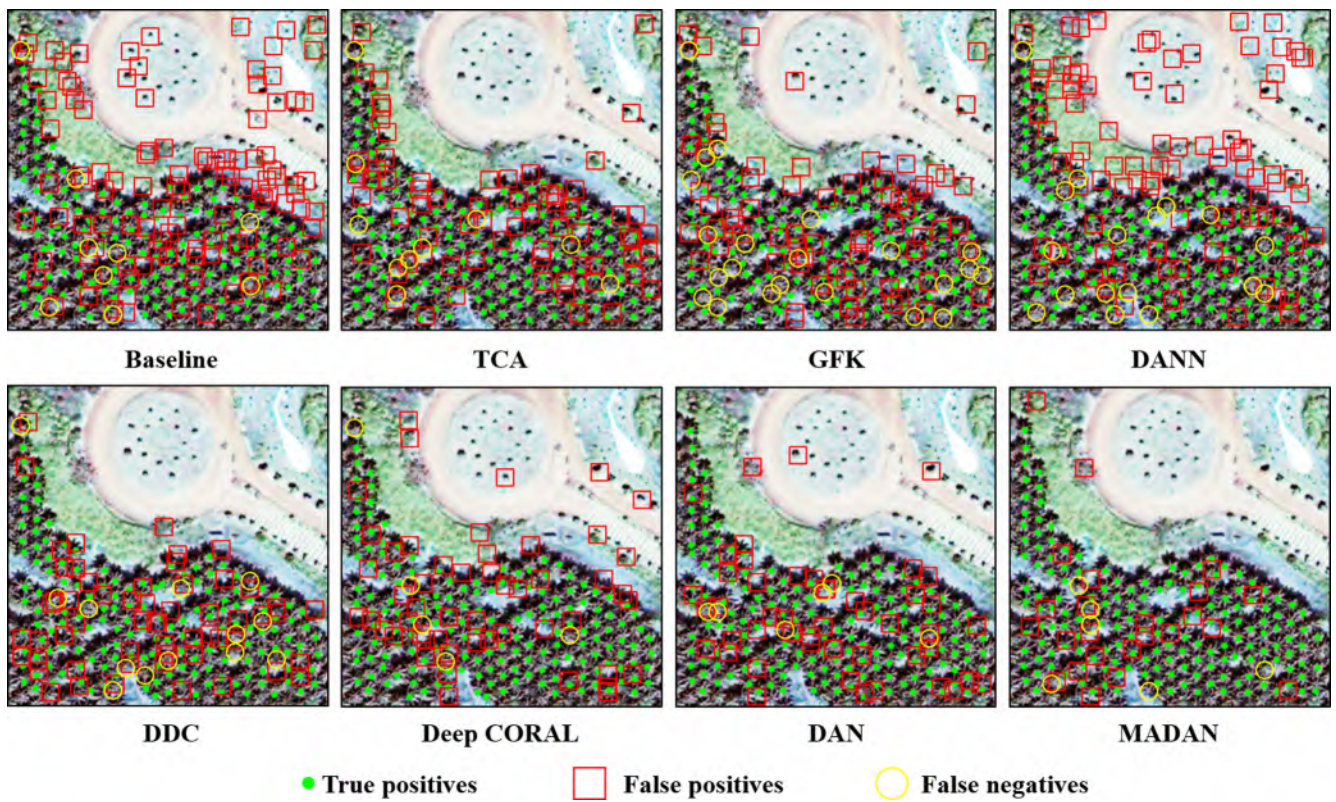 Baseline TCA GFK DANN
DDC Deep CORAL DAN MADAN
True positives False positives False negatives